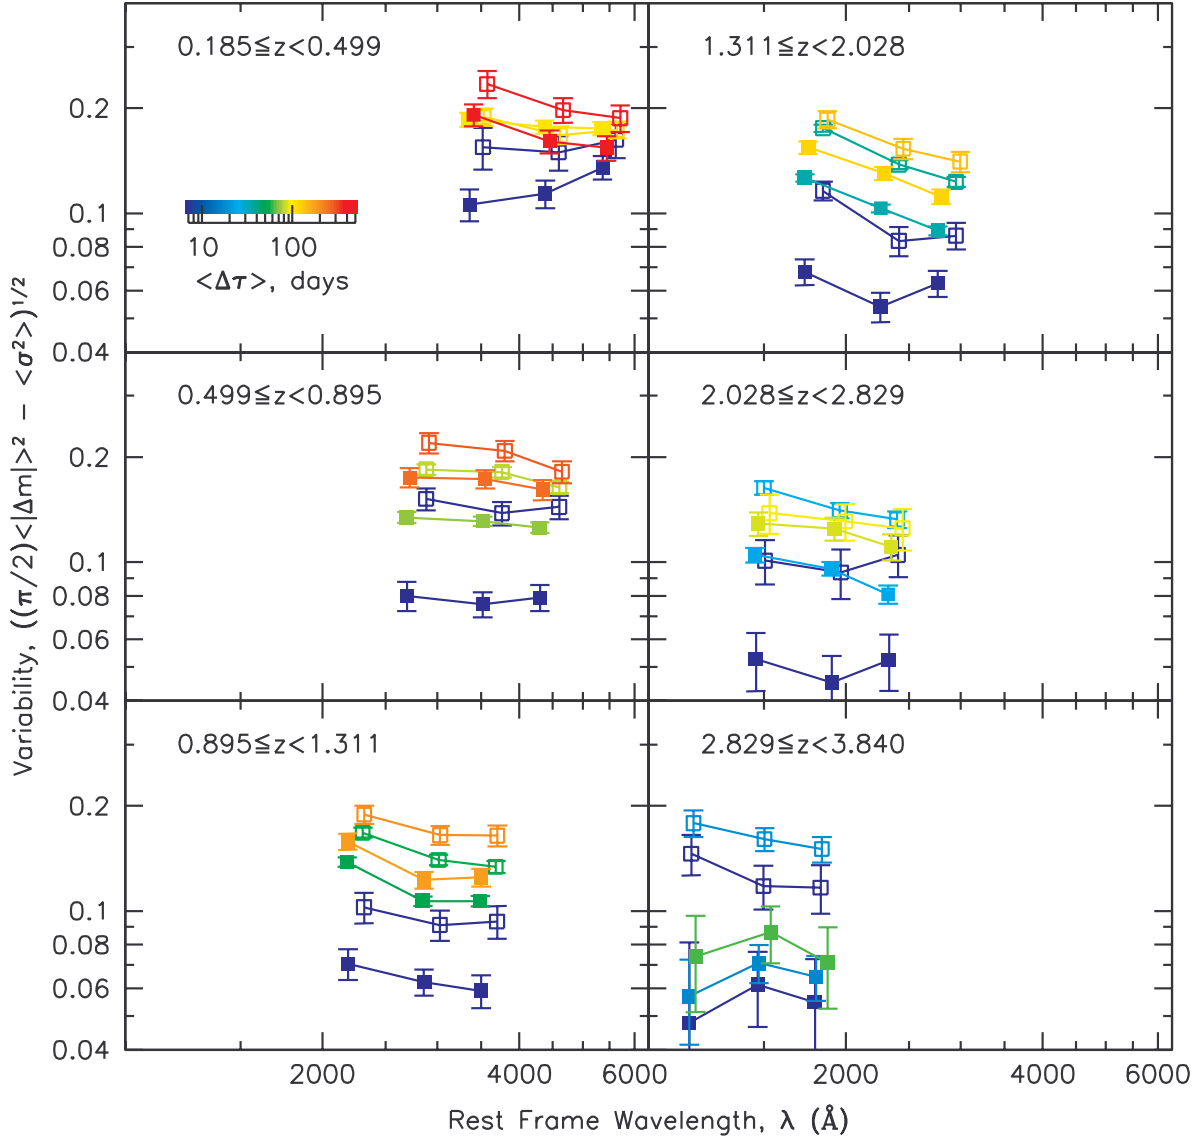 0.185≦z<0.499
1.311≦z<2.028
0.2
10 100
<Δτ>, days
0.1
0.08
0.06
0.04
0.499≦z<0.895
2.028≦z<2.829
0.2
0.1
0.08
0.06
0.04
0.895≦z<1.311
2.829≦z<3.840
0.2
0.1
0.08
0.06
0.04
Variability, ((π/2)<|Δm|>² − <σ²>)¹/²
2000 4000 6000 2000 4000 6000
Rest Frame Wavelength, λ (Å)